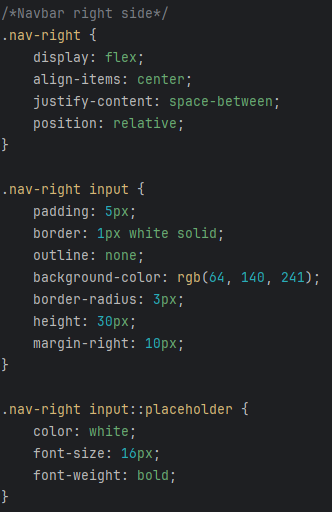 /*Navbar right side*/
.nav-right {
    display: flex;
    align-items: center;
    justify-content: space-between;
    position: relative;
}

.nav-right input {
    padding: 5px;
    border: 1px white solid;
    outline: none;
    background-color: rgb(64, 140, 241);
    border-radius: 3px;
    height: 30px;
    margin-right: 10px;
}

.nav-right input::placeholder {
    color: white;
    font-size: 16px;
    font-weight: bold;
}